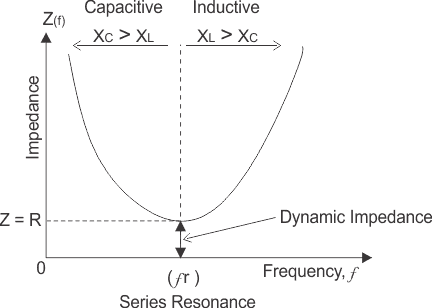 Z(f)
Capacitive Inductive
XC > XL XL > XC
Impedance
Z = R
Dynamic Impedance
0
(fr)
Frequency, f
Series Resonance